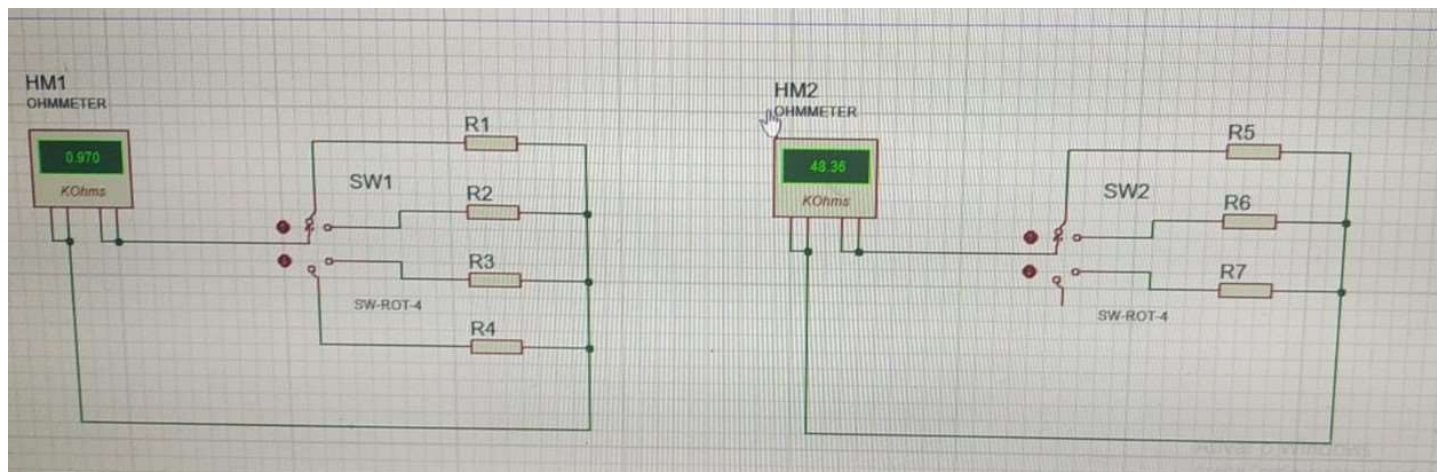 HM1
OHMMETER
0.970
KOhms
SW1
R1
R2
R3
R4
SW-ROT-4
HM2
OHMMETER
48.36
KOhms
SW2
R5
R6
R7
SW-ROT-4